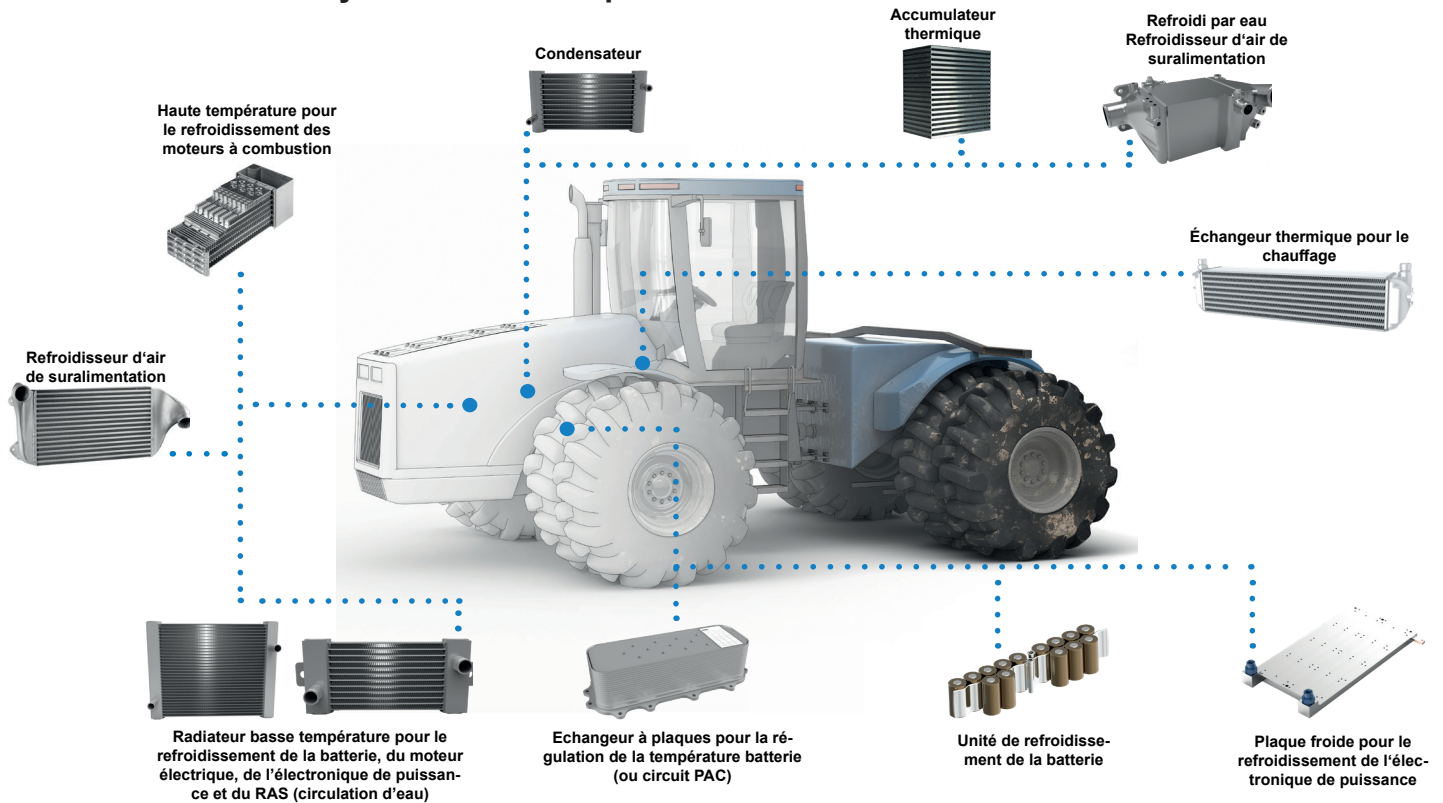 Accumulateur
thermique
Refroidi par eau
Refroidisseur d‘air de
suralimentation
Condensateur
Haute température pour
le refroidissement des
moteurs à combustion
Échangeur thermique pour le
chauffage
Refroidisseur d‘air
de suralimentation
Radiateur basse température pour le
refroidissement de la batterie, du moteur
électrique, de l’électronique de puissan-
ce et du RAS (circulation d'eau)
Echangeur à plaques pour la ré-
gulation de la température batterie
(ou circuit PAC)
Unité de refroidisse-
ment de la batterie
Plaque froide pour le
refroidissement de l‘élec-
tronique de puissance